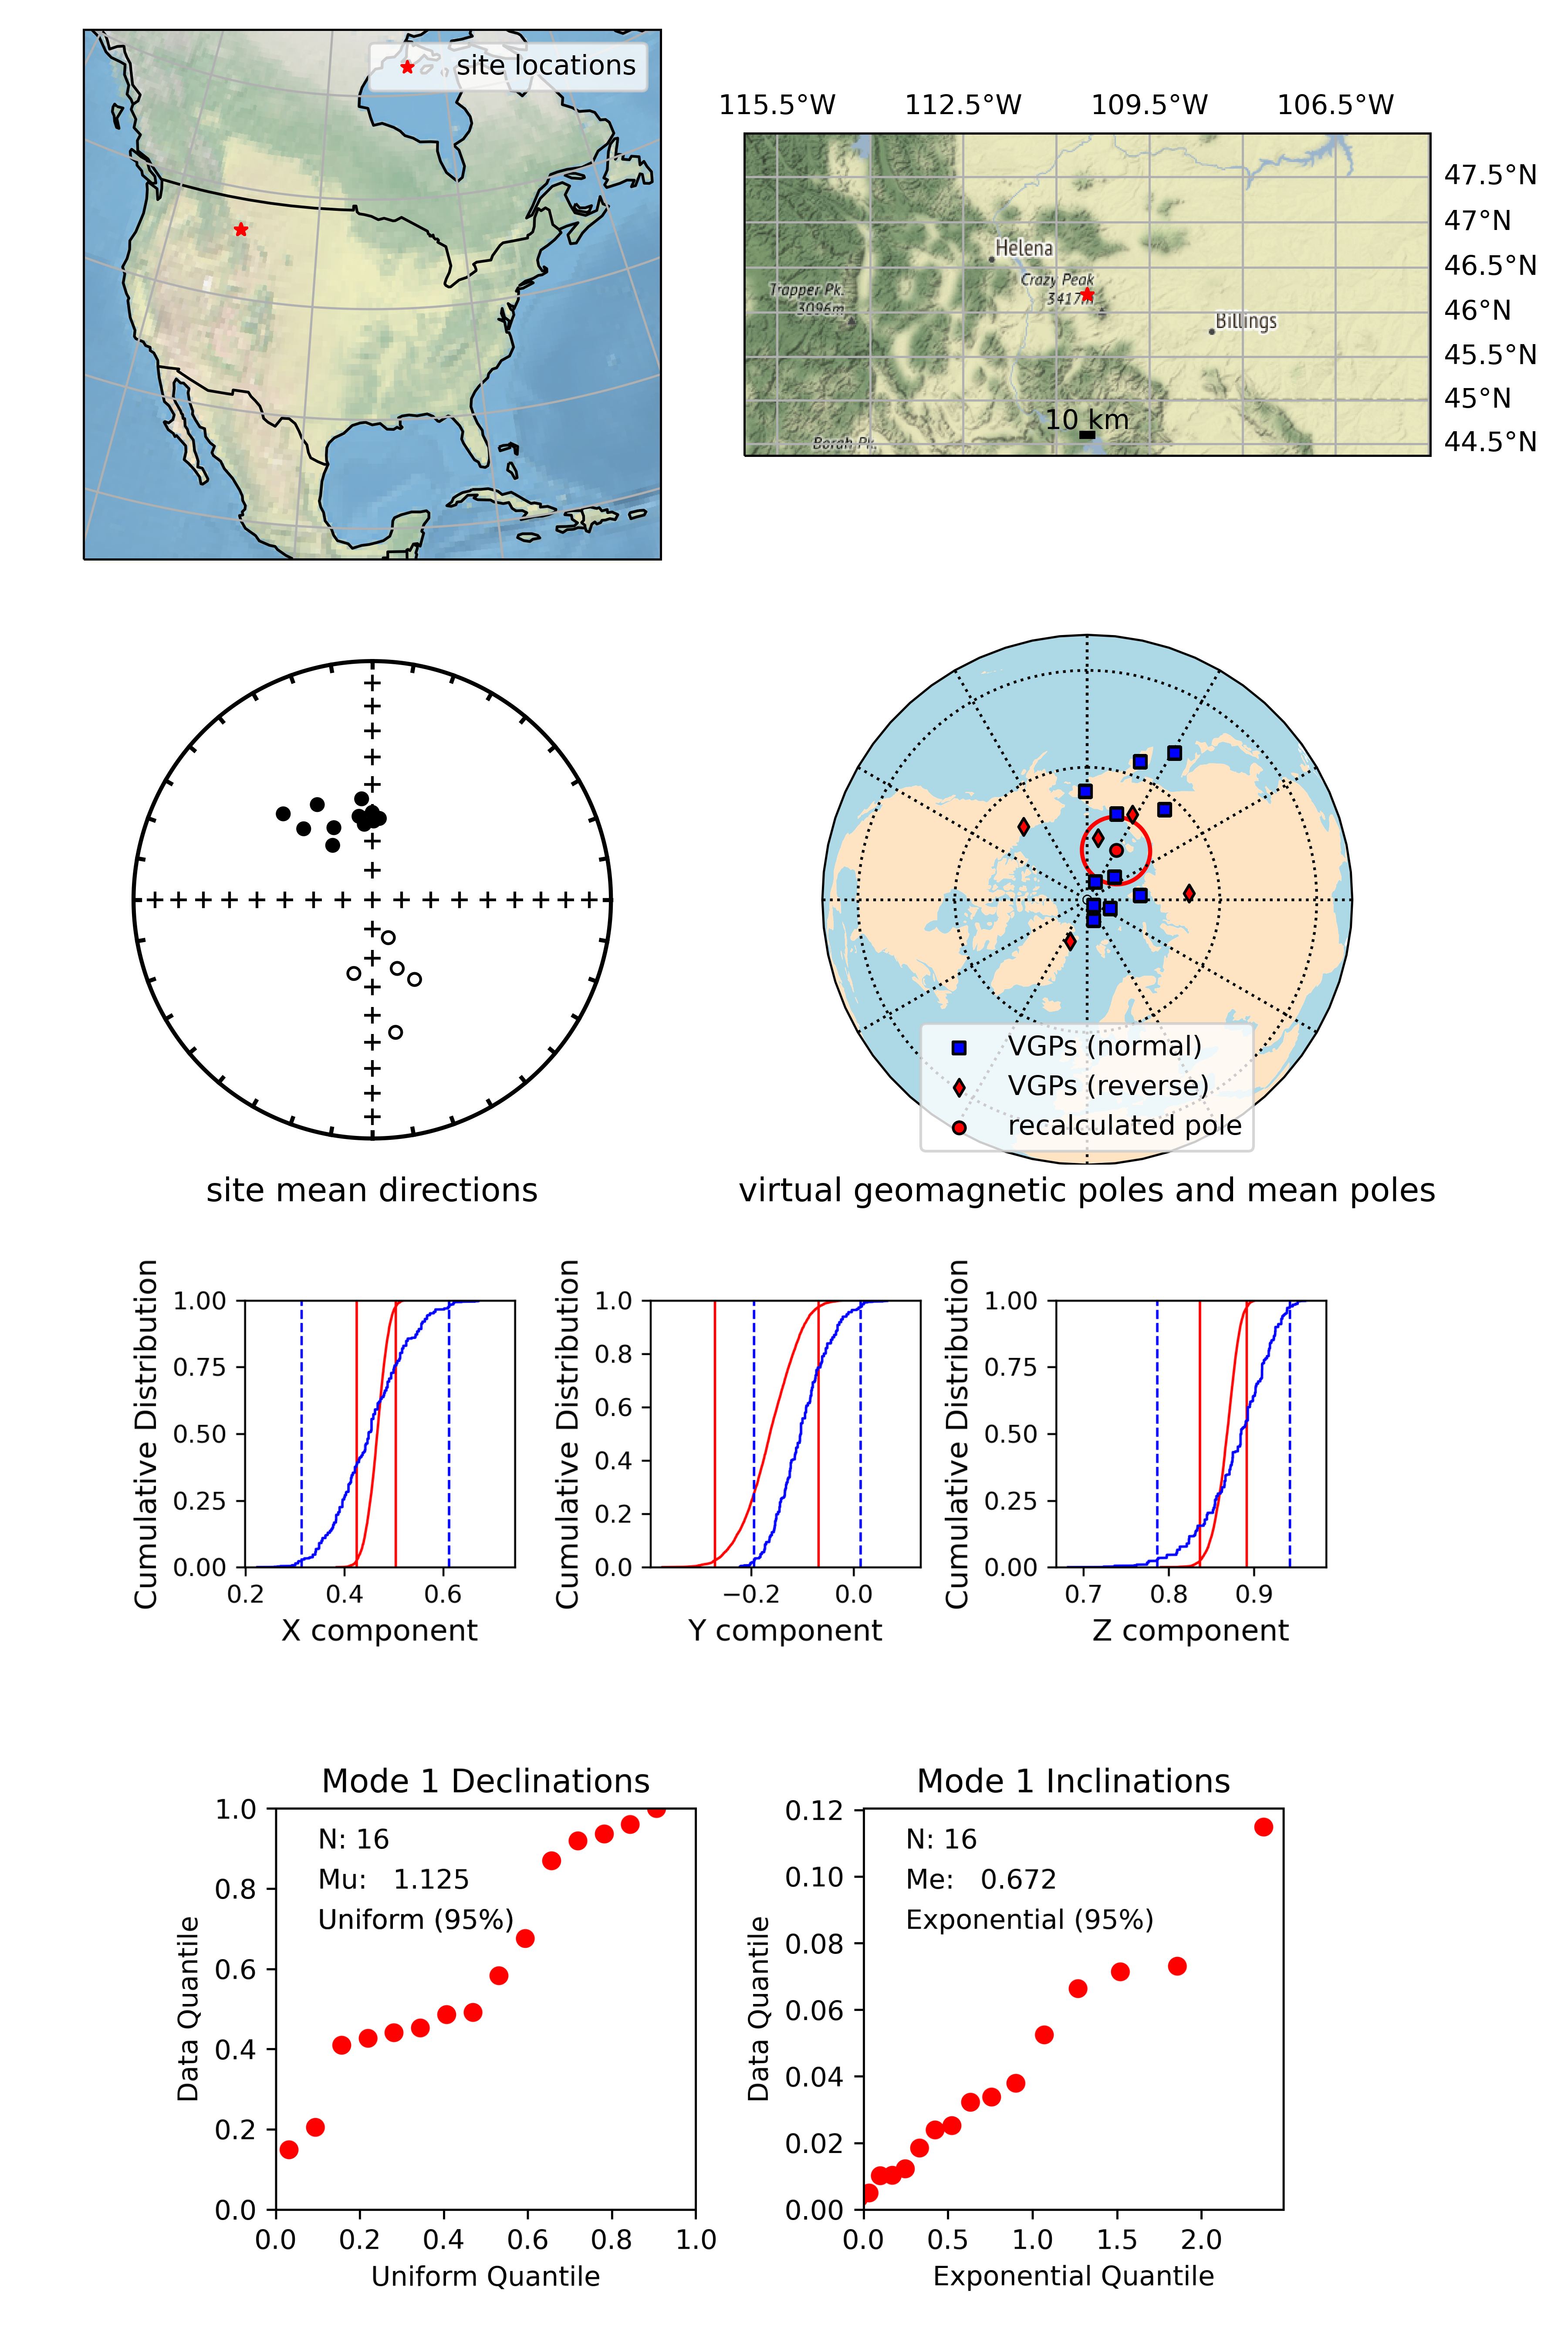 site locations
115.5°W 112.5°W 109.5°W 106.5°W
47.5°N
47°N
Helena
46.5°N
Crazy Peak
3417m
Trapper Pk.
3096m
46°N
Billings
45.5°N
45°N
10 km
Borah Pk.
44.5°N
site mean directions
VGPs (normal)
VGPs (reverse)
recalculated pole
virtual geomagnetic poles and mean poles
Cumulative Distribution
1.00
0.75
0.50
0.25
0.00
0.2 0.4 0.6
X component
Cumulative Distribution
1.0
0.8
0.6
0.4
0.2
0.0
−0.2 0.0
Y component
Cumulative Distribution
1.00
0.75
0.50
0.25
0.00
0.7 0.8 0.9
Z component
Mode 1 Declinations
N: 16
Mu: 1.125
Uniform (95%)
Data Quantile
1.0
0.8
0.6
0.4
0.2
0.0
0.0 0.2 0.4 0.6 0.8 1.0
Uniform Quantile
Mode 1 Inclinations
N: 16
Me: 0.672
Exponential (95%)
Data Quantile
0.12
0.10
0.08
0.06
0.04
0.02
0.00
0.0 0.5 1.0 1.5 2.0
Exponential Quantile